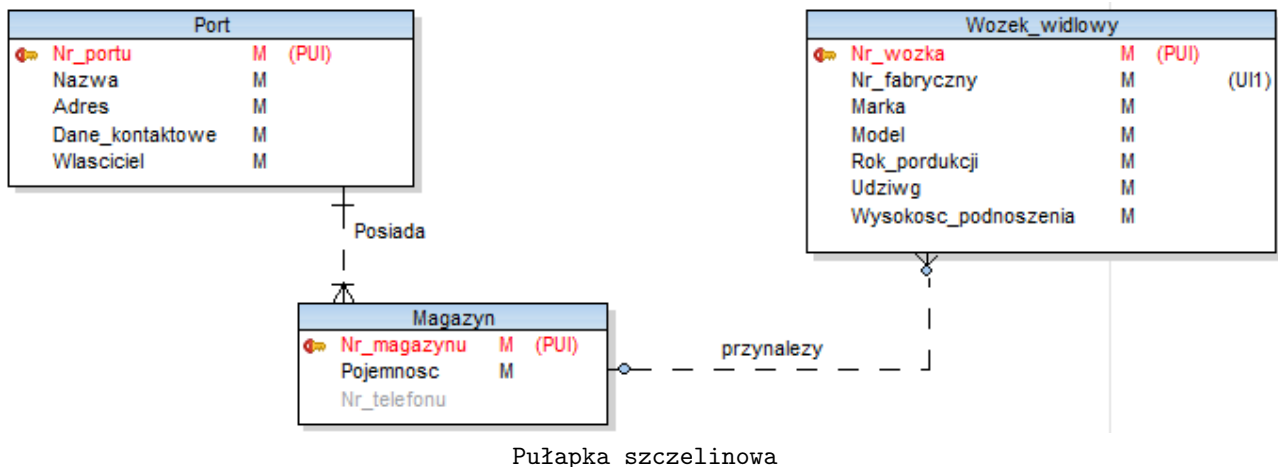 Port
Nr_portu M (PUI)
Nazwa M
Adres M
Dane_kontaktowe M
Wlasciciel M
Wozek_widlowy
Nr_wozka M (PUI)
Nr_fabryczny M (UI1)
Marka M
Model M
Rok_pordukcji M
Udziwg M
Wysokosc_podnoszenia M
Posiada
Magazyn
Nr_magazynu M (PUI)
Pojemnosc M
Nr_telefonu
przynalezy
Pułapka szczelinowa